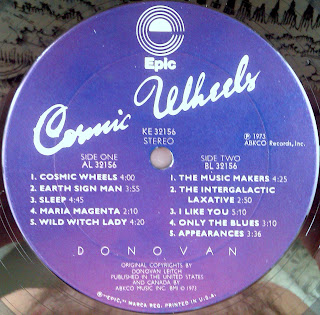 Epic
Cosmic Wheels
KE 32156
STEREO
℗ 1973
ABKCO Records, Inc.
SIDE ONE
AL 32156
1. COSMIC WHEELS 4:00
2. EARTH SIGN MAN 3:55
3. SLEEP 4:45
4. MARIA MAGENTA 2:10
5. WILD WITCH LADY 4:20
SIDE TWO
BL 32156
1. THE MUSIC MAKERS 4:25
2. THE INTERGALACTIC
LAXATIVE 2:50
3. I LIKE YOU 5:10
4. ONLY THE BLUES 3:10
5. APPEARANCES 3:36
DONOVAN
ORIGINAL COPYRIGHTS BY
DONOVAN LEITCH
PUBLISHED IN THE UNITED STATES
AND CANADA BY
ABKCO MUSIC INC. BMI © 1973
® "EPIC," MARCA REG. PRINTED IN U.S.A.